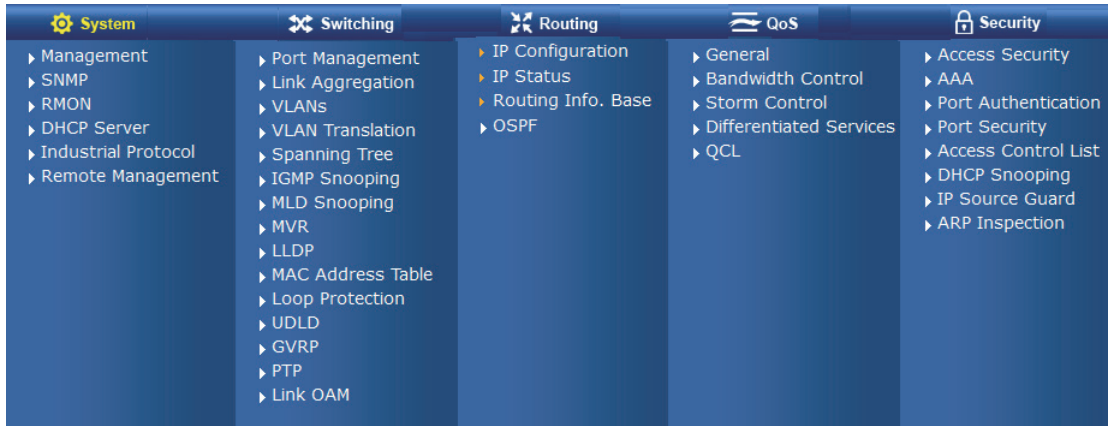 System
Management
SNMP
RMON
DHCP Server
Industrial Protocol
Remote Management
Switching
Port Management
Link Aggregation
VLANs
VLAN Translation
Spanning Tree
IGMP Snooping
MLD Snooping
MVR
LLDP
MAC Address Table
Loop Protection
UDLD
GVRP
PTP
Link OAM
Routing
IP Configuration
IP Status
Routing Info. Base
OSPF
QoS
General
Bandwidth Control
Storm Control
Differentiated Services
QCL
Security
Access Security
AAA
Port Authentication
Port Security
Access Control List
DHCP Snooping
IP Source Guard
ARP Inspection